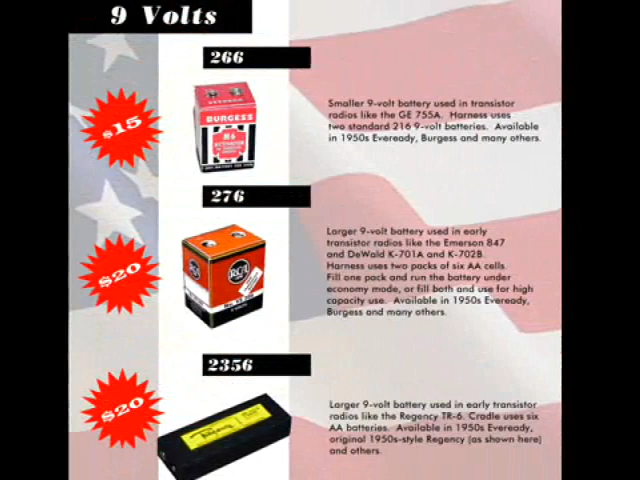 9 Volts
266
$15
BURGESS
Smaller 9-volt battery used in transistor
radios like the GE 755A. Harness uses
two standard 216 9-volt batteries. Available
in 1950s Eveready, Burgess and many others.
276
$20
RCA
Larger 9-volt battery used in early
transistor radios like the Emerson 847
and DeWald K-701A and K-702B.
Harness uses two packs of six AA cells.
Fill one pack and run the battery under
economy mode, or fill both and use for high
capacity use. Available in 1950s Eveready,
Burgess and many others.
2356
$20
Larger 9-volt battery used in early transistor
radios like the Regency TR-6. Cradle uses six
AA batteries. Available in 1950s Eveready,
original 1950s-style Regency (as shown here)
and others.